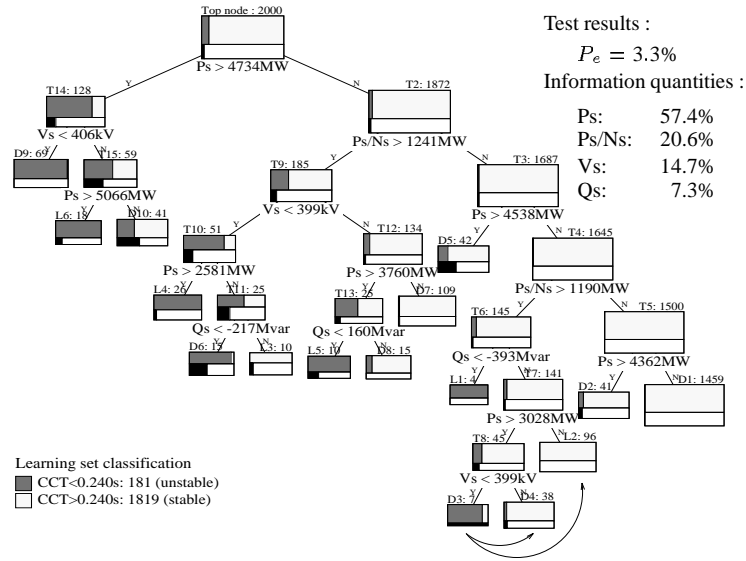 Top node : 2000
Ps > 4734MW
Test results :
Pe = 3.3%
Information quantities :
Ps: 57.4%
Ps/Ns: 20.6%
Vs: 14.7%
Qs: 7.3%
Y
N
T14: 128
Vs < 406kV
T2: 1872
Ps/Ns > 1241MW
Y
N
Y
N
D9: 69
T15: 59
Ps > 5066MW
T9: 185
Vs < 399kV
T3: 1687
Ps > 4538MW
Y
N
Y
N
Y
N
L6: 18
D10: 41
T10: 51
Ps > 2581MW
T12: 134
Ps > 3760MW
D5: 42
T4: 1645
Ps/Ns > 1190MW
Y
N
Y
N
Y
N
L4: 26
T11: 25
Qs < -217Mvar
T13: 25
Qs < 160Mvar
D7: 109
T6: 145
Qs < -393Mvar
T5: 1500
Ps > 4362MW
Y
N
Y
N
Y
N
Y
N
D6: 15
L3: 10
L5: 10
D8: 15
L1: 4
T7: 141
Ps > 3028MW
D2: 41
D1: 1459
Y
N
T8: 45
Vs < 399kV
L2: 96
Y
N
D3: 7
D4: 38
Learning set classification
CCT<0.240s: 181 (unstable)
CCT>0.240s: 1819 (stable)